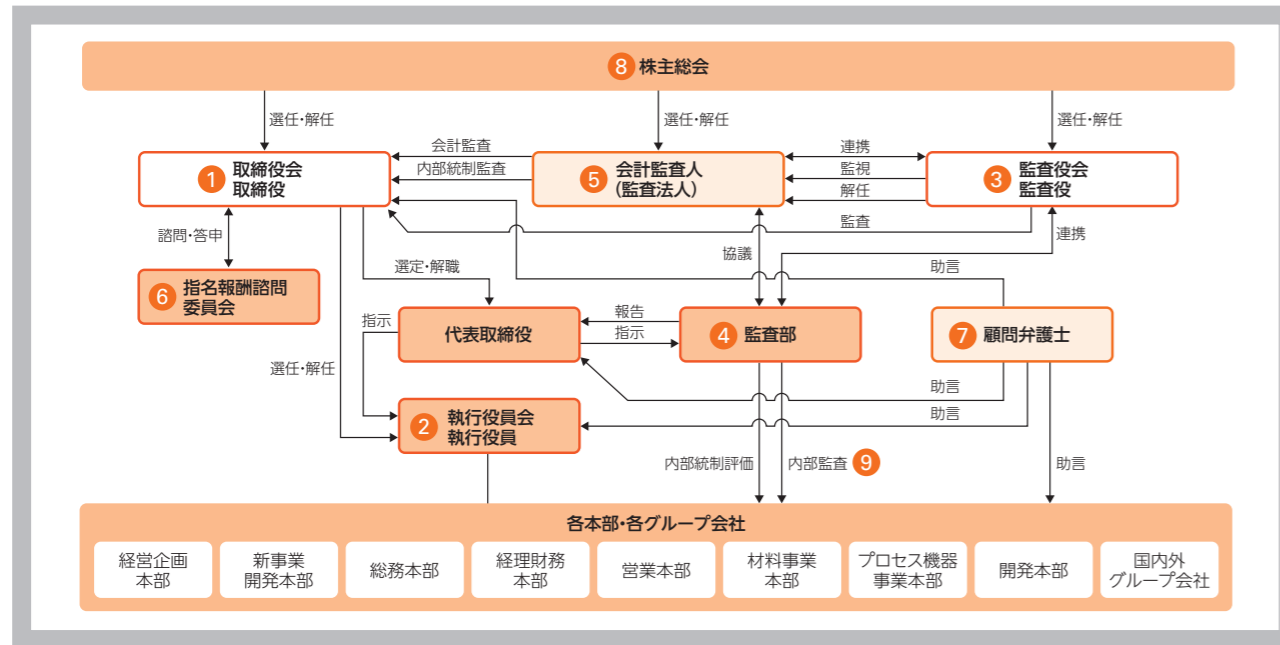 8 株主総会
選任・解任
選任・解任
選任・解任
会計監査
連携
1 取締役会
取締役
内部統制監査
5 会計監査人
(監査法人)
監視
3 監査役会
監査役
解任
監査
諮問・答申
協議
連携
選定・解職
助言
6 指名報酬諮問
委員会
指示
代表取締役
報告
指示
4 監査部
7 顧問弁護士
選任・解任
助言
2 執行役員会
執行役員
助言
内部統制評価
内部監査 9
助言
各本部・各グループ会社
経営企画
本部
新事業
開発本部
総務本部
経理財務
本部
営業本部
材料事業
本部
プロセス機器
事業本部
開発本部
国内外
グループ会社